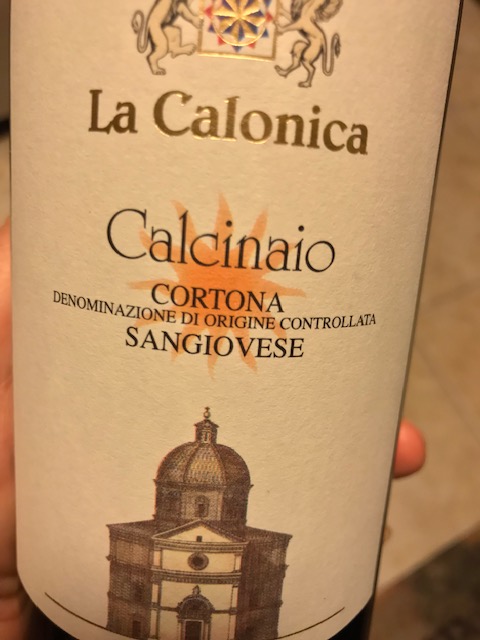 La Calonica
Calcinaio
CORTONA
DENOMINAZIONE DI ORIGINE CONTROLLATA
SANGIOVESE